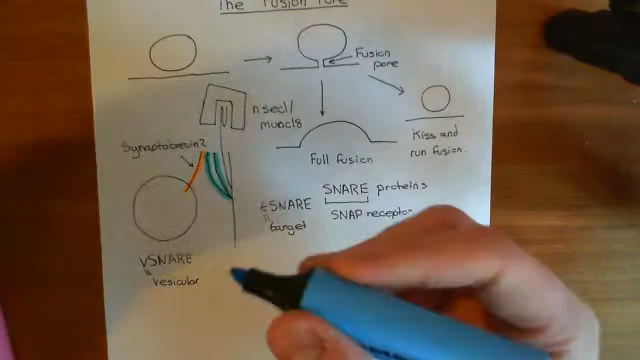 The Fusion Pore
Fusion
pore
nsec1/
munc18
Kiss and
run fusion.
Synaptobrevin2
Full fusion
SNARE proteins
tSNARE
SNAP receptor
target
vSNARE
vesicular